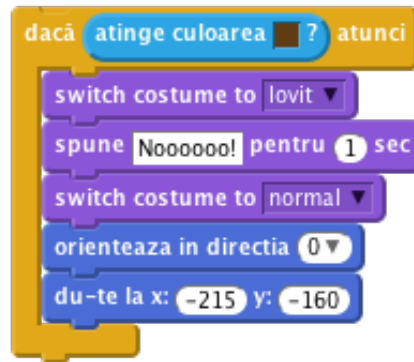 dacă atinge culoarea ? atunci
switch costume to lovit
spune Noooooo! pentru 1 sec
switch costume to normal
orienteaza in directia 0
du-te la x: -215 y: -160